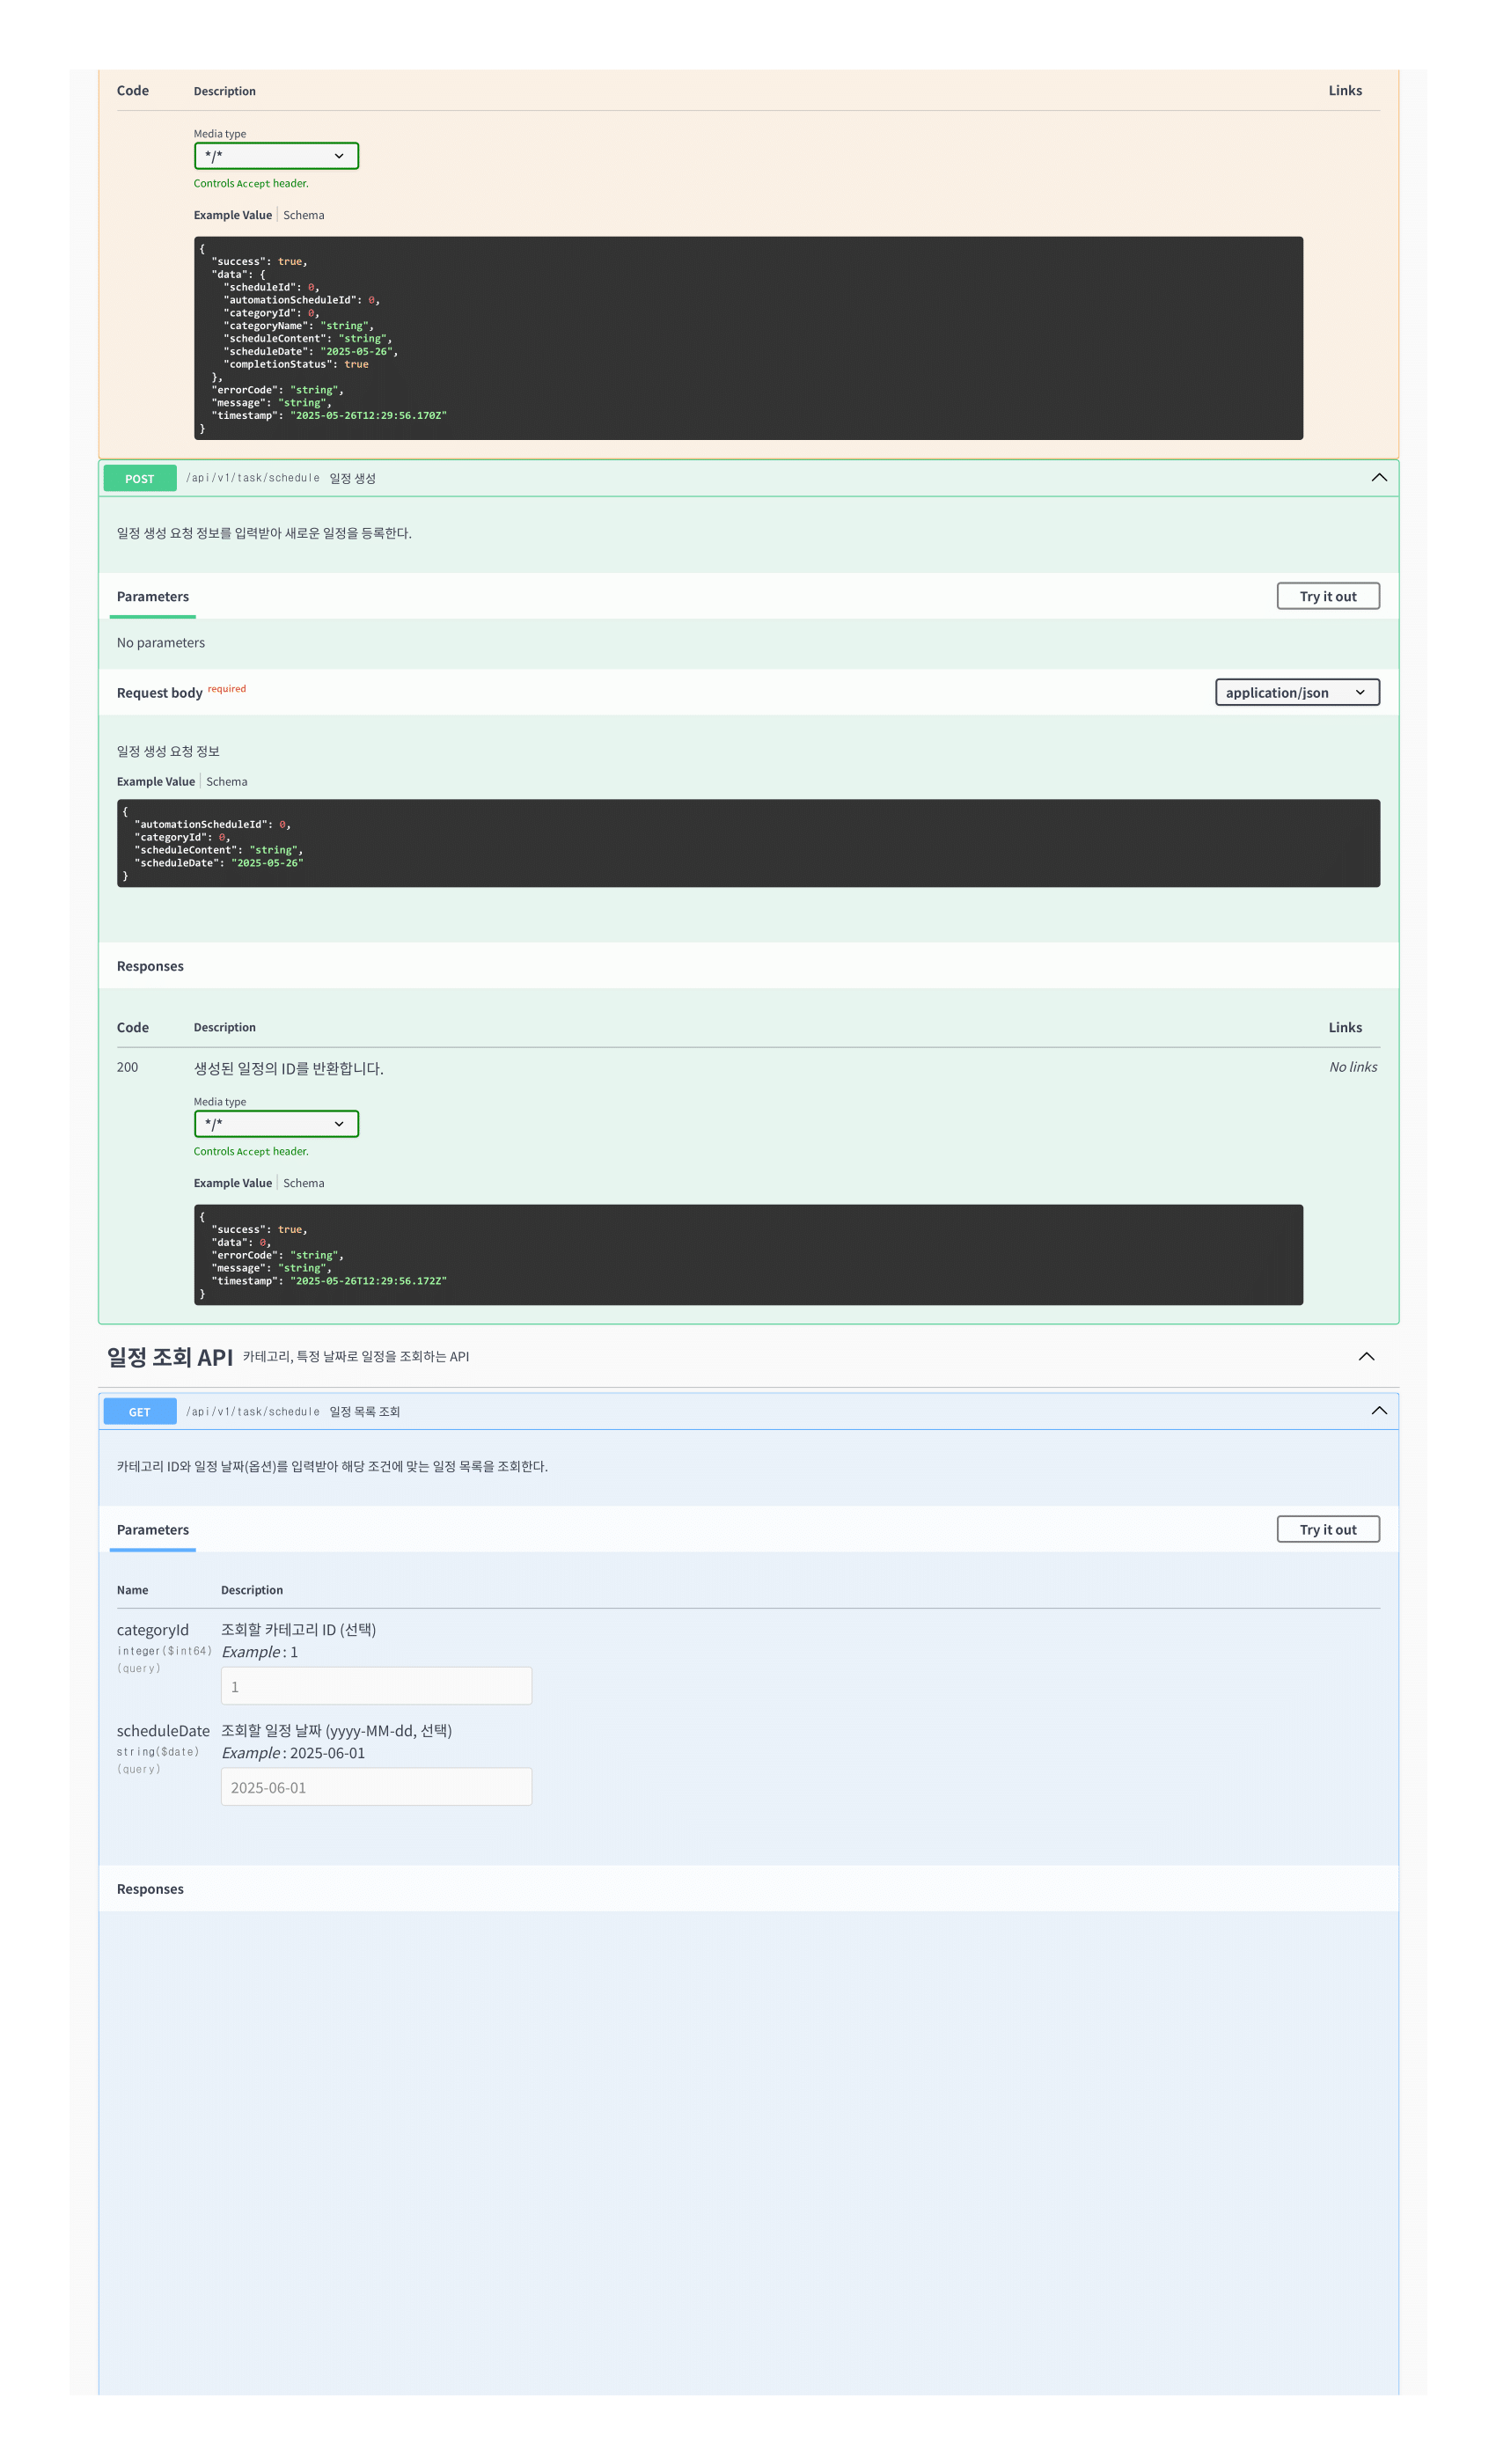 Code Description Links
Media type
*/*
Controls Accept header.
Example Value Schema
{
  "success": true,
  "data": {
    "scheduleId": 0,
    "automationScheduleId": 0,
    "categoryId": 0,
    "categoryName": "string",
    "scheduleContent": "string",
    "scheduleDate": "2025-05-26",
    "completionStatus": true
  },
  "errorCode": "string",
  "message": "string",
  "timestamp": "2025-05-26T12:29:56.170Z"
}
POST /api/v1/task/schedule 일정 생성
일정 생성 요청 정보를 입력받아 새로운 일정을 등록한다.
Parameters Try it out
No parameters
Request body required application/json
일정 생성 요청 정보
Example Value Schema
{
  "automationScheduleId": 0,
  "categoryId": 0,
  "scheduleContent": "string",
  "scheduleDate": "2025-05-26"
}
Responses
Code Description Links
200 생성된 일정의 ID를 반환합니다. No links
Media type
*/*
Controls Accept header.
Example Value Schema
{
  "success": true,
  "data": 0,
  "errorCode": "string",
  "message": "string",
  "timestamp": "2025-05-26T12:29:56.172Z"
}
일정 조회 API 카테고리, 특정 날짜로 일정을 조회하는 API
GET /api/v1/task/schedule 일정 목록 조회
카테고리 ID와 일정 날짜(옵션)를 입력받아 해당 조건에 맞는 일정 목록을 조회한다.
Parameters Try it out
Name Description
categoryId 조회할 카테고리 ID (선택)
integer($int64) Example : 1
(query)
1
scheduleDate 조회할 일정 날짜 (yyyy-MM-dd, 선택)
string($date) Example : 2025-06-01
(query)
2025-06-01
Responses